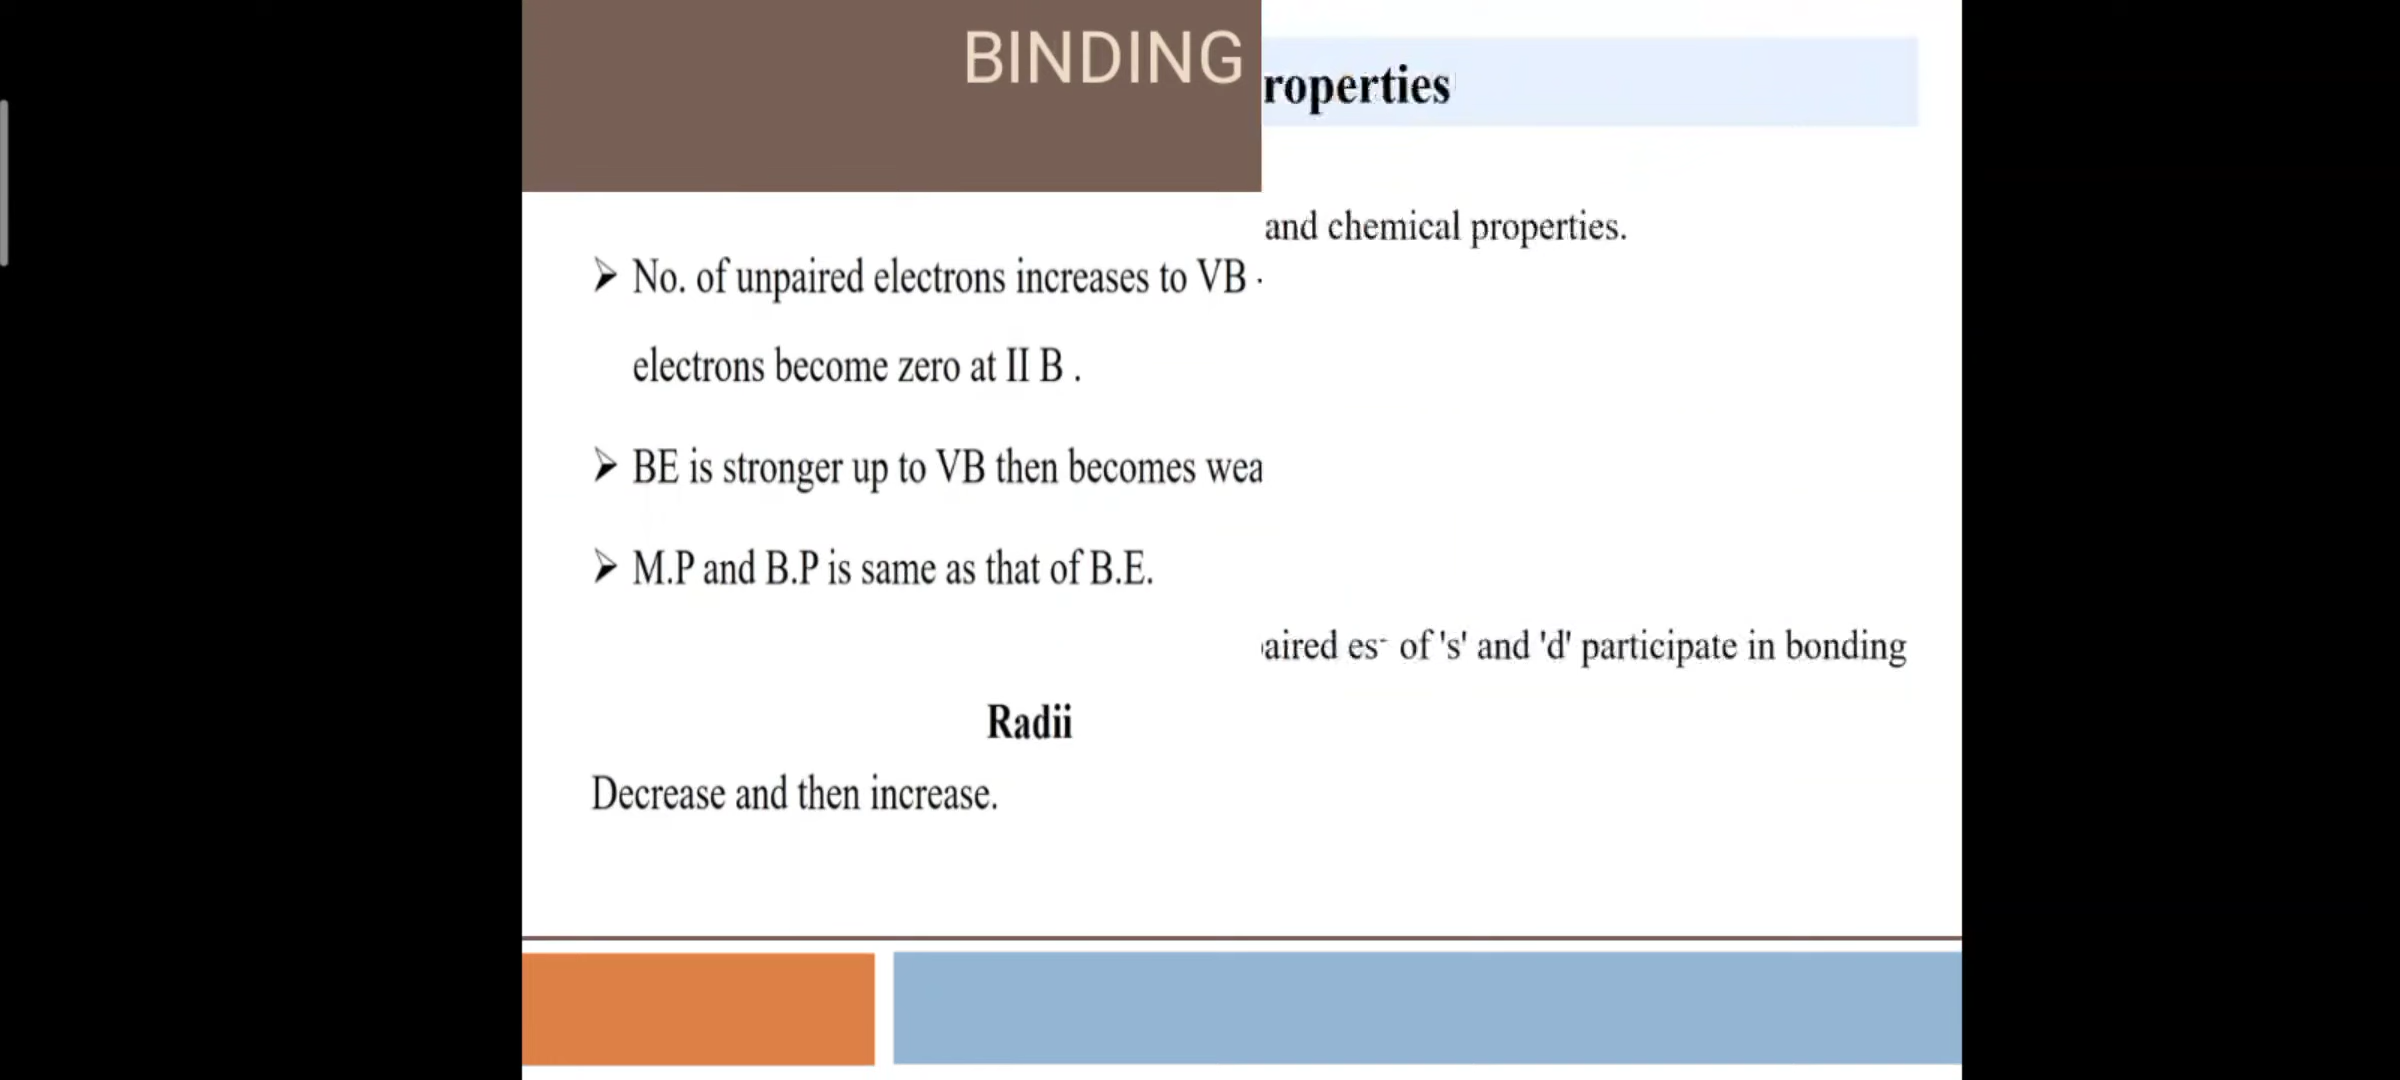 BINDING
roperties
and chemical properties.
No. of unpaired electrons increases to VB
electrons become zero at II B .
BE is stronger up to VB then becomes wea
M.P and B.P is same as that of B.E.
aired es⁻ of 's' and 'd' participate in bonding
Radii
Decrease and then increase.